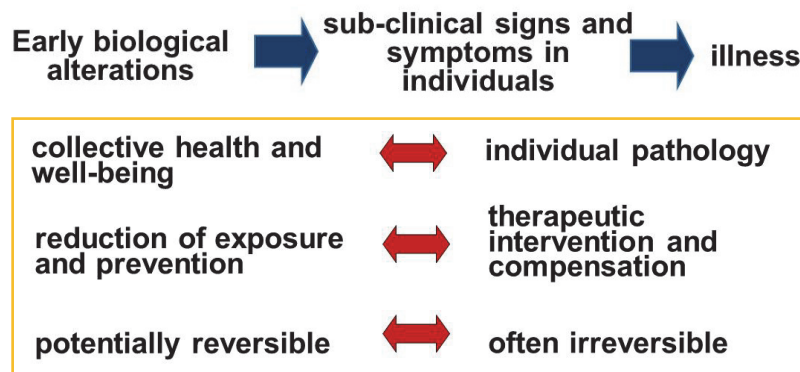 Early biological
alterations
sub-clinical signs and
symptoms in
individuals
illness
collective health and
well-being
individual pathology
reduction of exposure
and prevention
therapeutic
intervention and
compensation
potentially reversible
often irreversible